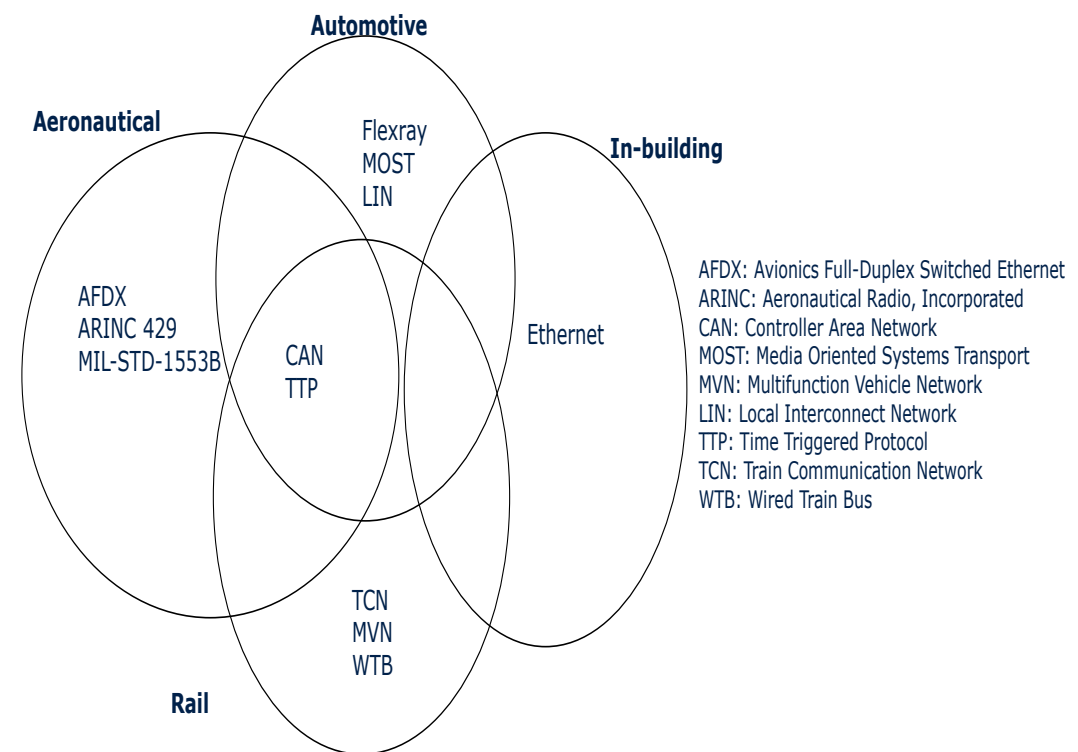 Automotive
Aeronautical
In-building
Flexray
MOST
LIN
AFDX
ARINC 429
MIL-STD-1553B
CAN
TTP
Ethernet
TCN
MVN
WTB
Rail
AFDX: Avionics Full-Duplex Switched Ethernet
ARINC: Aeronautical Radio, Incorporated
CAN: Controller Area Network
MOST: Media Oriented Systems Transport
MVN: Multifunction Vehicle Network
LIN: Local Interconnect Network
TTP: Time Triggered Protocol
TCN: Train Communication Network
WTB: Wired Train Bus